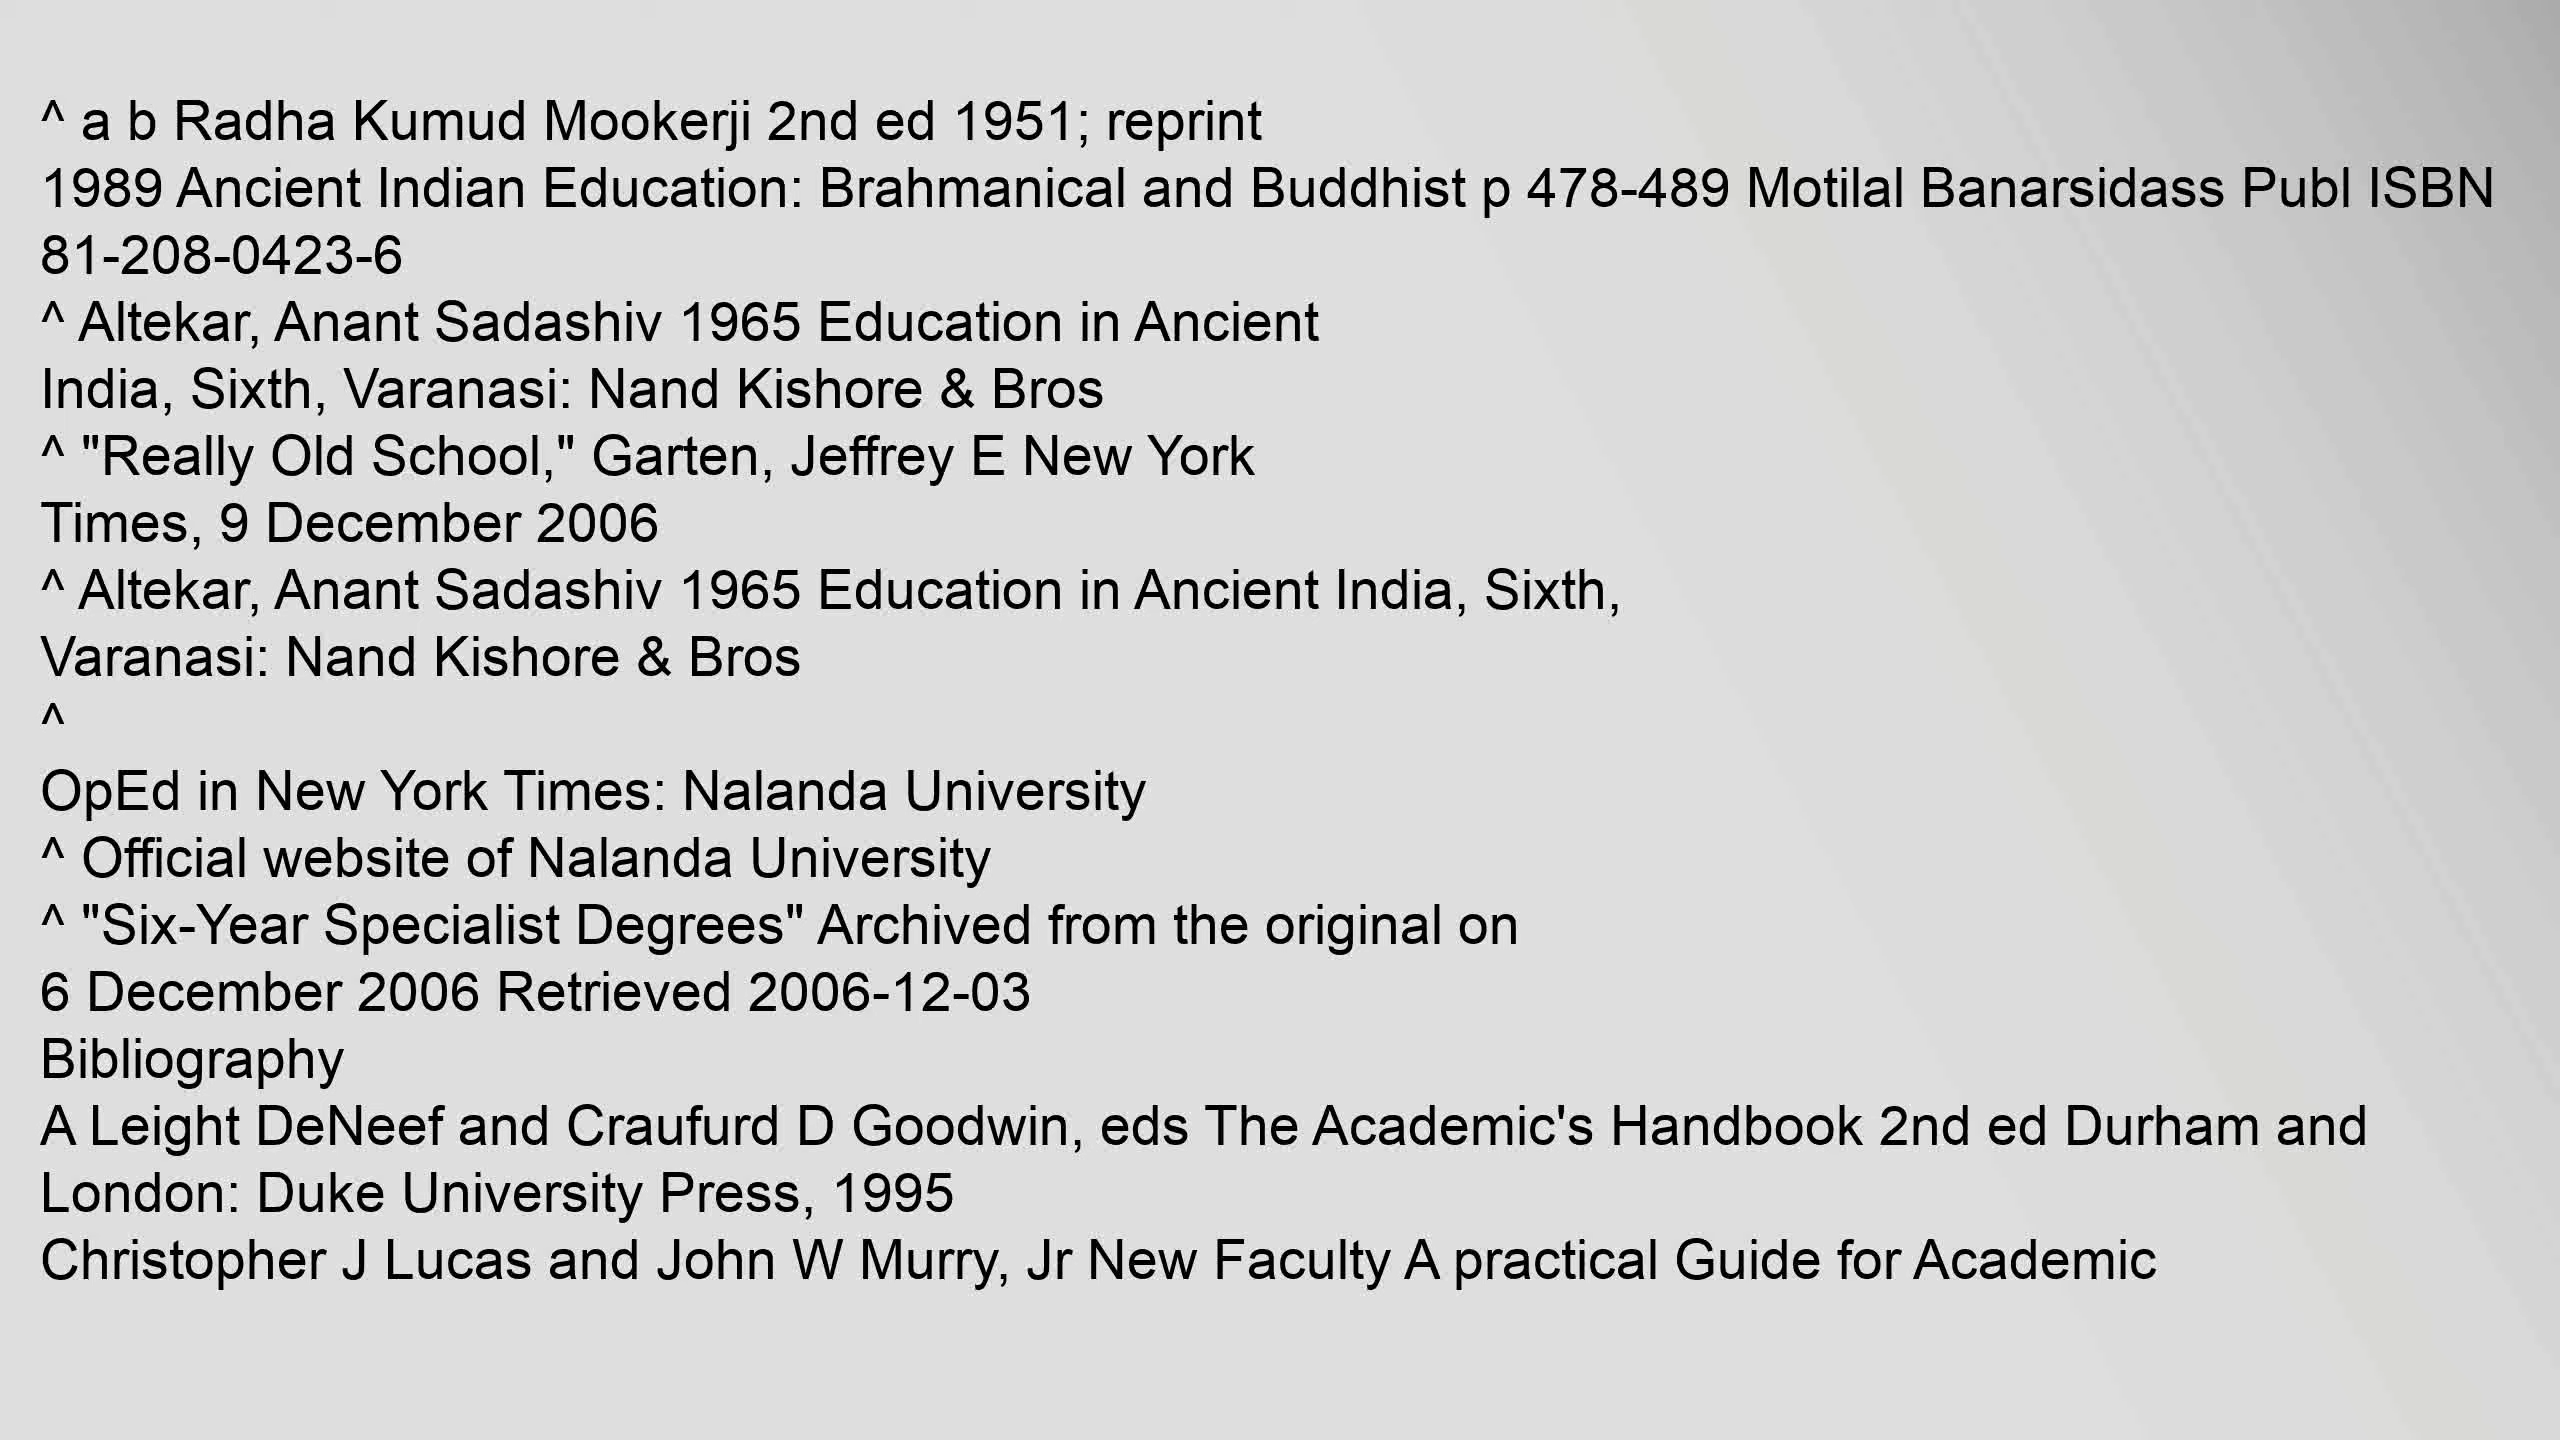 ^ a b Radha Kumud Mookerji 2nd ed 1951; reprint
1989 Ancient Indian Education: Brahmanical and Buddhist p 478-489 Motilal Banarsidass Publ ISBN
81-208-0423-6
^ Altekar, Anant Sadashiv 1965 Education in Ancient
India, Sixth, Varanasi: Nand Kishore & Bros
^ "Really Old School," Garten, Jeffrey E New York
Times, 9 December 2006
^ Altekar, Anant Sadashiv 1965 Education in Ancient India, Sixth,
Varanasi: Nand Kishore & Bros
^
OpEd in New York Times: Nalanda University
^ Official website of Nalanda University
^ "Six-Year Specialist Degrees" Archived from the original on
6 December 2006 Retrieved 2006-12-03
Bibliography
A Leight DeNeef and Craufurd D Goodwin, eds The Academic's Handbook 2nd ed Durham and
London: Duke University Press, 1995
Christopher J Lucas and John W Murry, Jr New Faculty A practical Guide for Academic